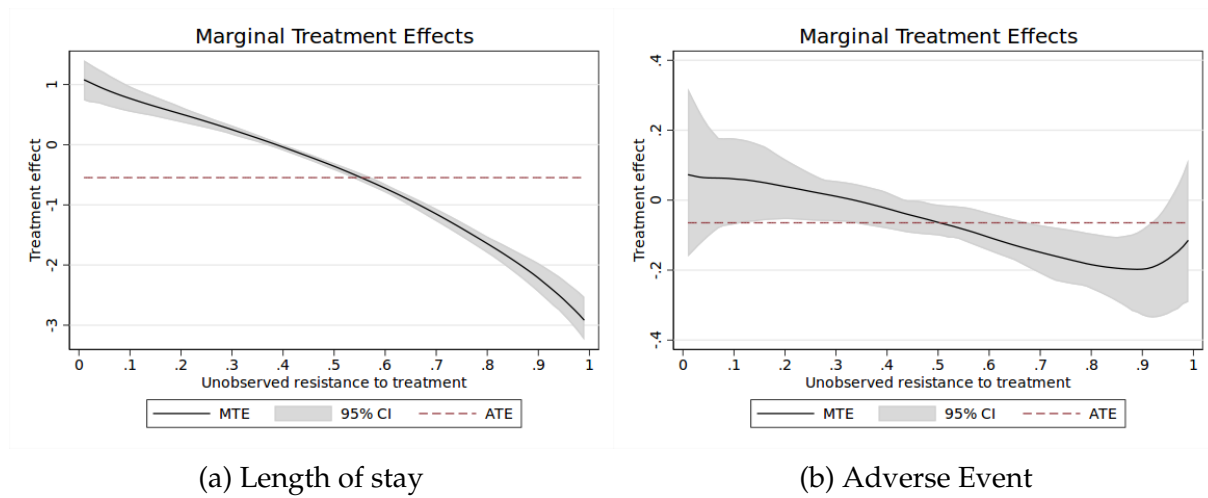 Marginal Treatment Effects
Treatment effect
1
0
-1
-2
-3
0 .1 .2 .3 .4 .5 .6 .7 .8 .9 1
Unobserved resistance to treatment
MTE 95% CI ATE
(a) Length of stay
Marginal Treatment Effects
Treatment effect
.4
.2
0
-.2
-.4
0 .1 .2 .3 .4 .5 .6 .7 .8 .9 1
Unobserved resistance to treatment
MTE 95% CI ATE
(b) Adverse Event